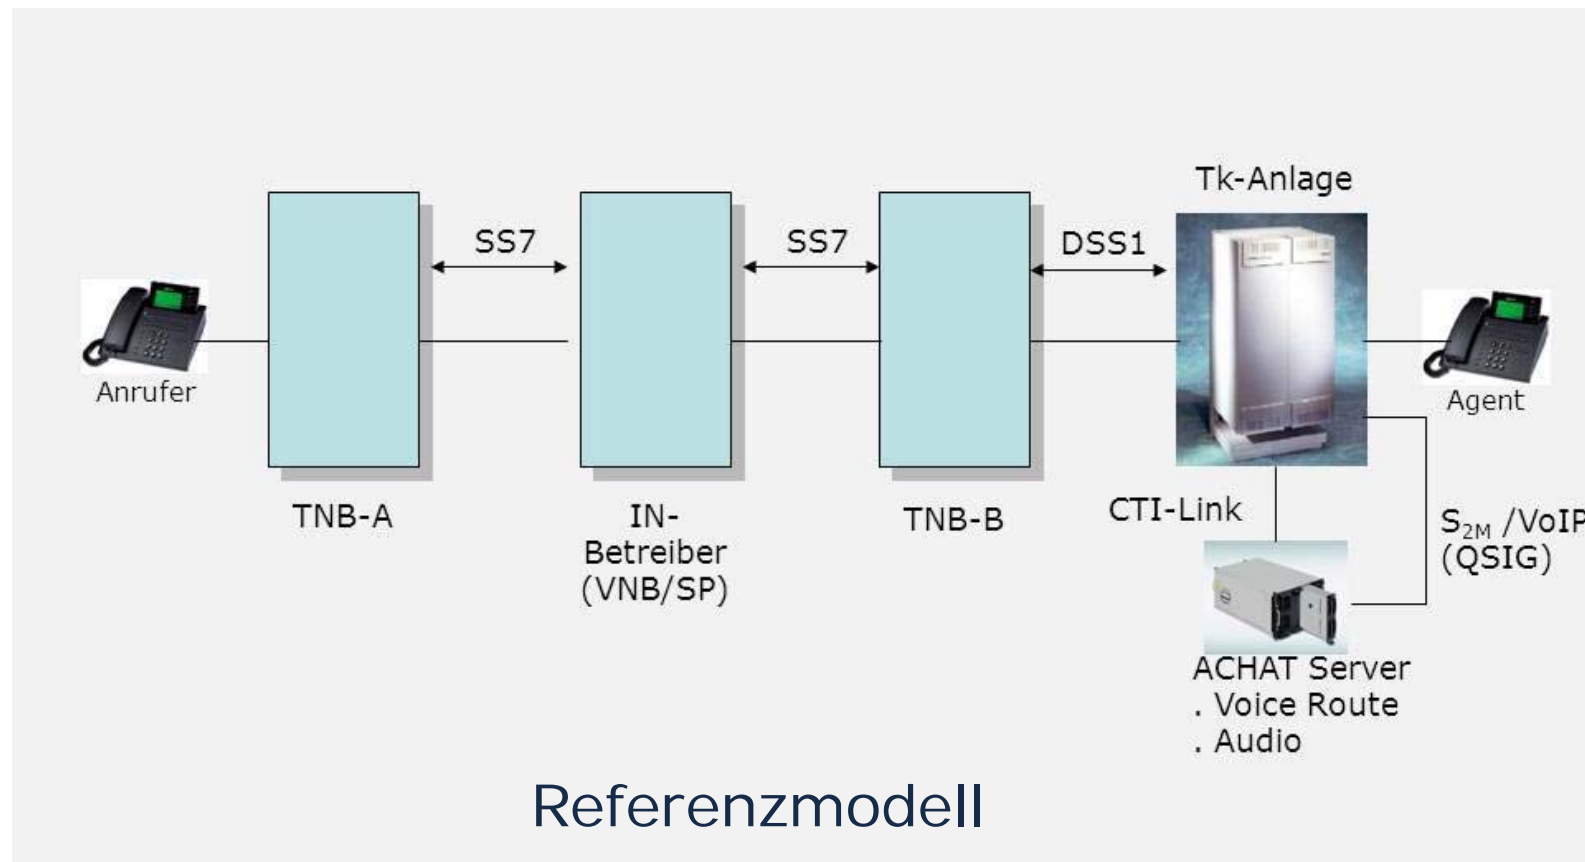 Tk-Anlage
SS7
SS7
DSS1
Anrufer
Agent
TNB-A
IN-
Betreiber
(VNB/SP)
TNB-B
CTI-Link
S2M /VoIP
(QSIG)
ACHAT Server
. Voice Route
. Audio
Referenzmodell